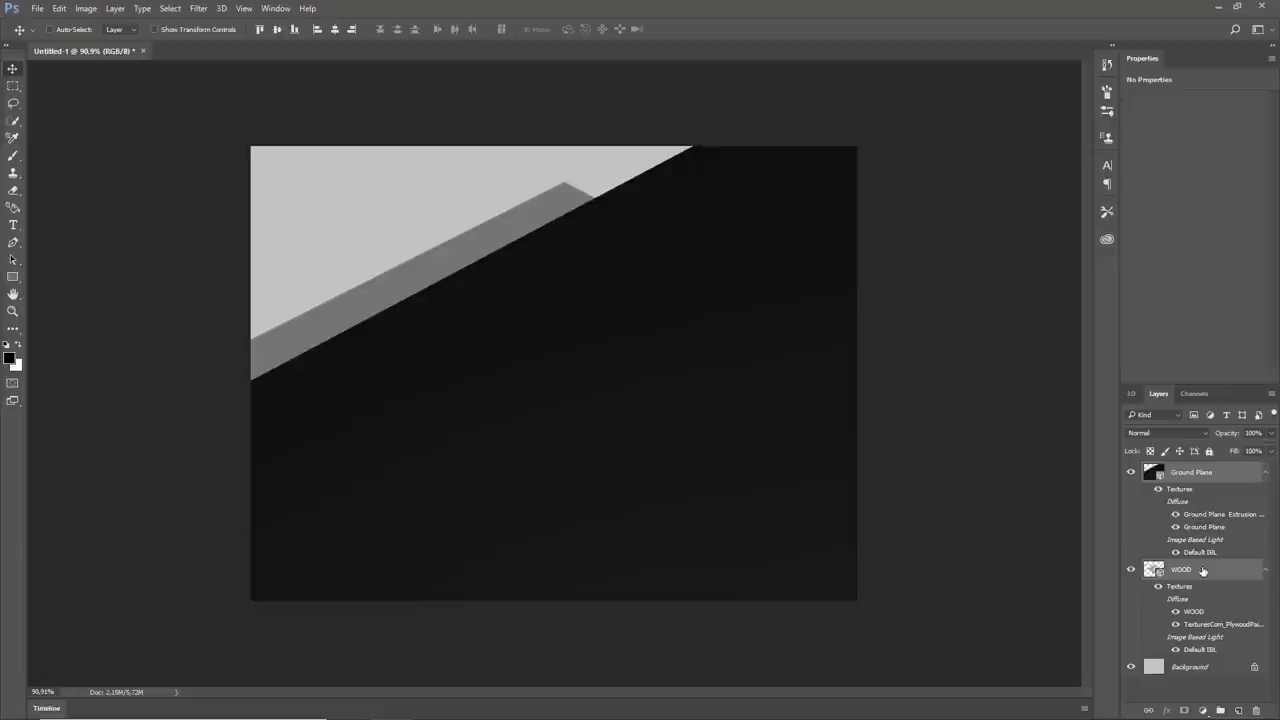 Ps File Edit Image Layer Type Select Filter 3D View Window Help
Auto-Select: Layer Show Transform Controls 3D Mode:
Untitled-1 @ 90,9% (RGB/8) * ×
Properties
No Properties
3D Layers Channels
Kind
Normal Opacity: 100%
Lock: Fill: 100%
Ground Plane
Textures
Diffuse
Ground Plane Extrusion ...
Ground Plane
Image Based Light
Default IBL
WOOD
Textures
Diffuse
WOOD
TexturesCom_PlywoodPai...
Image Based Light
Default IBL
Background
90,91% Doc: 2,15M/5,72M
Timeline